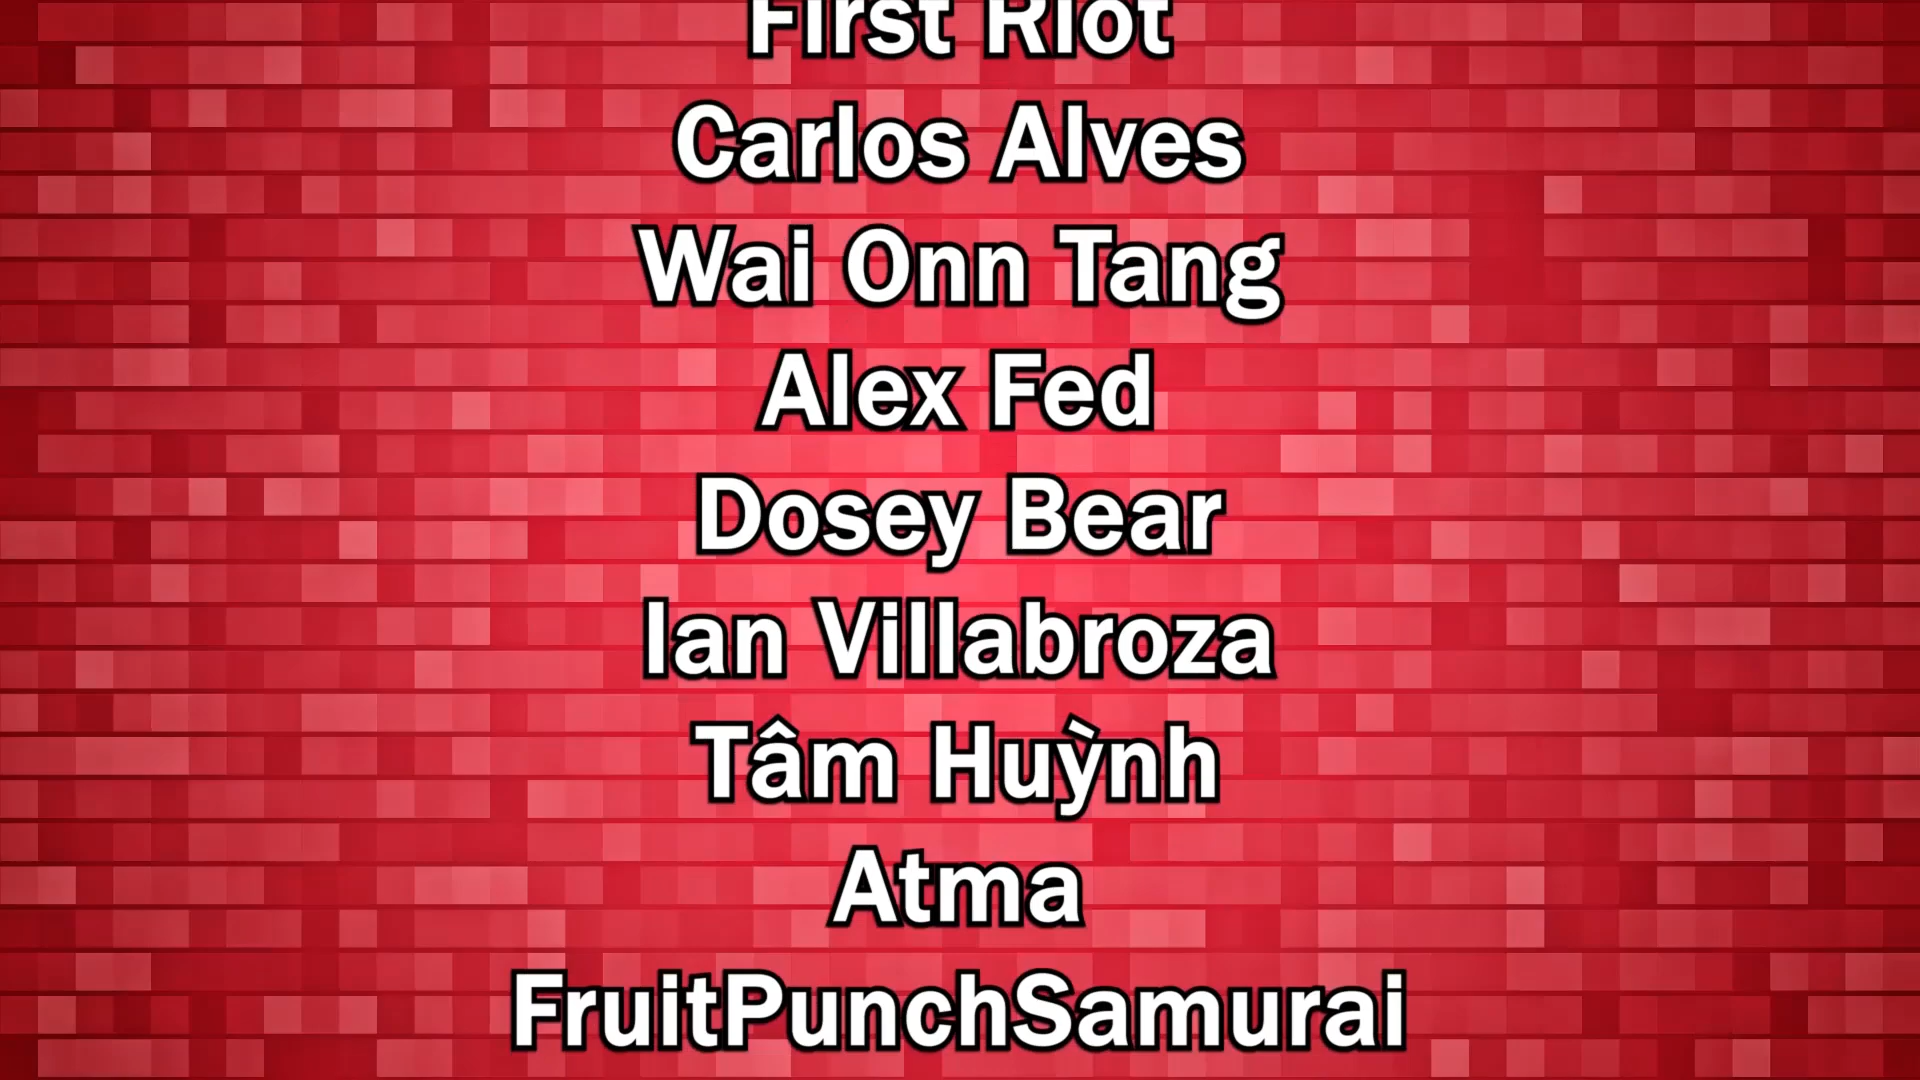 First Riot
Carlos Alves
Wai Onn Tang
Alex Fed
Dosey Bear
Ian Villabroza
Tâm Huỳnh
Atma
FruitPunchSamurai